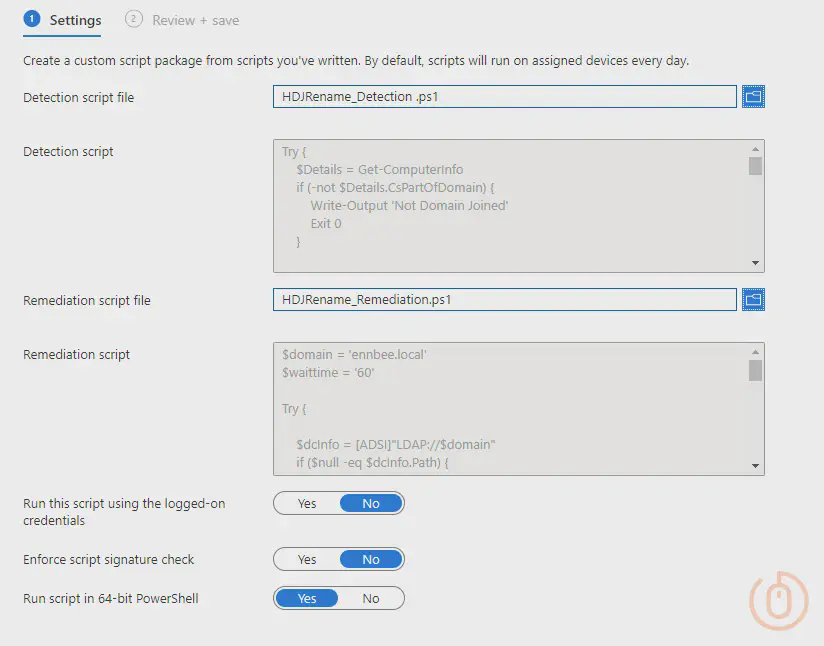 1 Settings 2 Review + save
Create a custom script package from scripts you've written. By default, scripts will run on assigned devices every day.
Detection script file HDJRename_Detection .ps1
Detection script Try {
$Details = Get-ComputerInfo
if (-not $Details.CsPartOfDomain) {
Write-Output 'Not Domain Joined'
Exit 0
}
Remediation script file HDJRename_Remediation.ps1
Remediation script $domain = 'ennbee.local'
$waittime = '60'
Try {
$dcInfo = [ADSI]"LDAP://$domain"
if ($null -eq $dcInfo.Path) {
Run this script using the logged-on Yes No
credentials
Enforce script signature check Yes No
Run script in 64-bit PowerShell Yes No